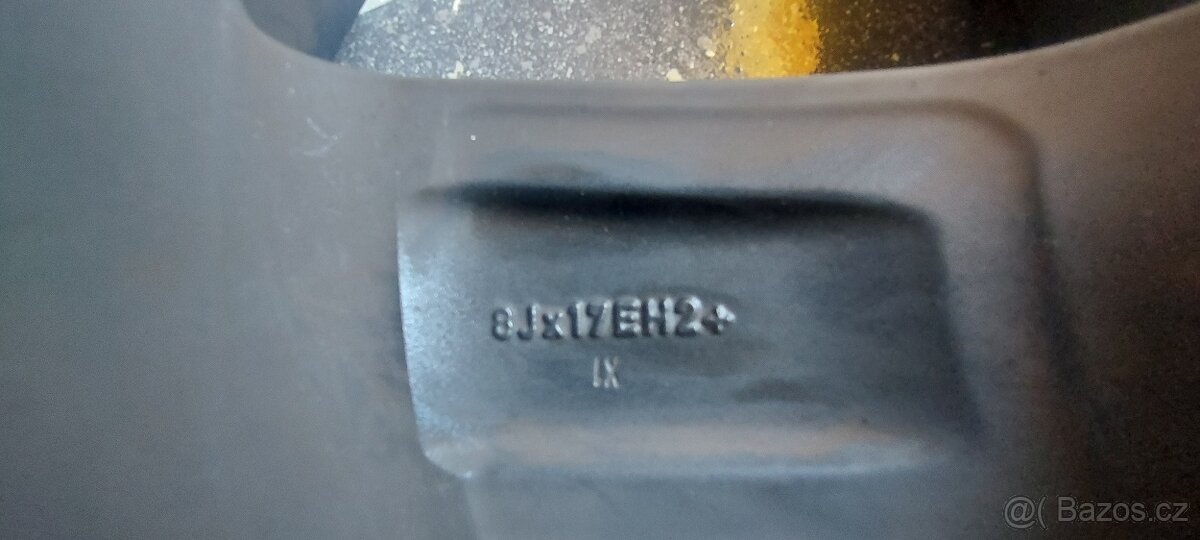 8Jx17EH2+
IX
@( Bazos.cz